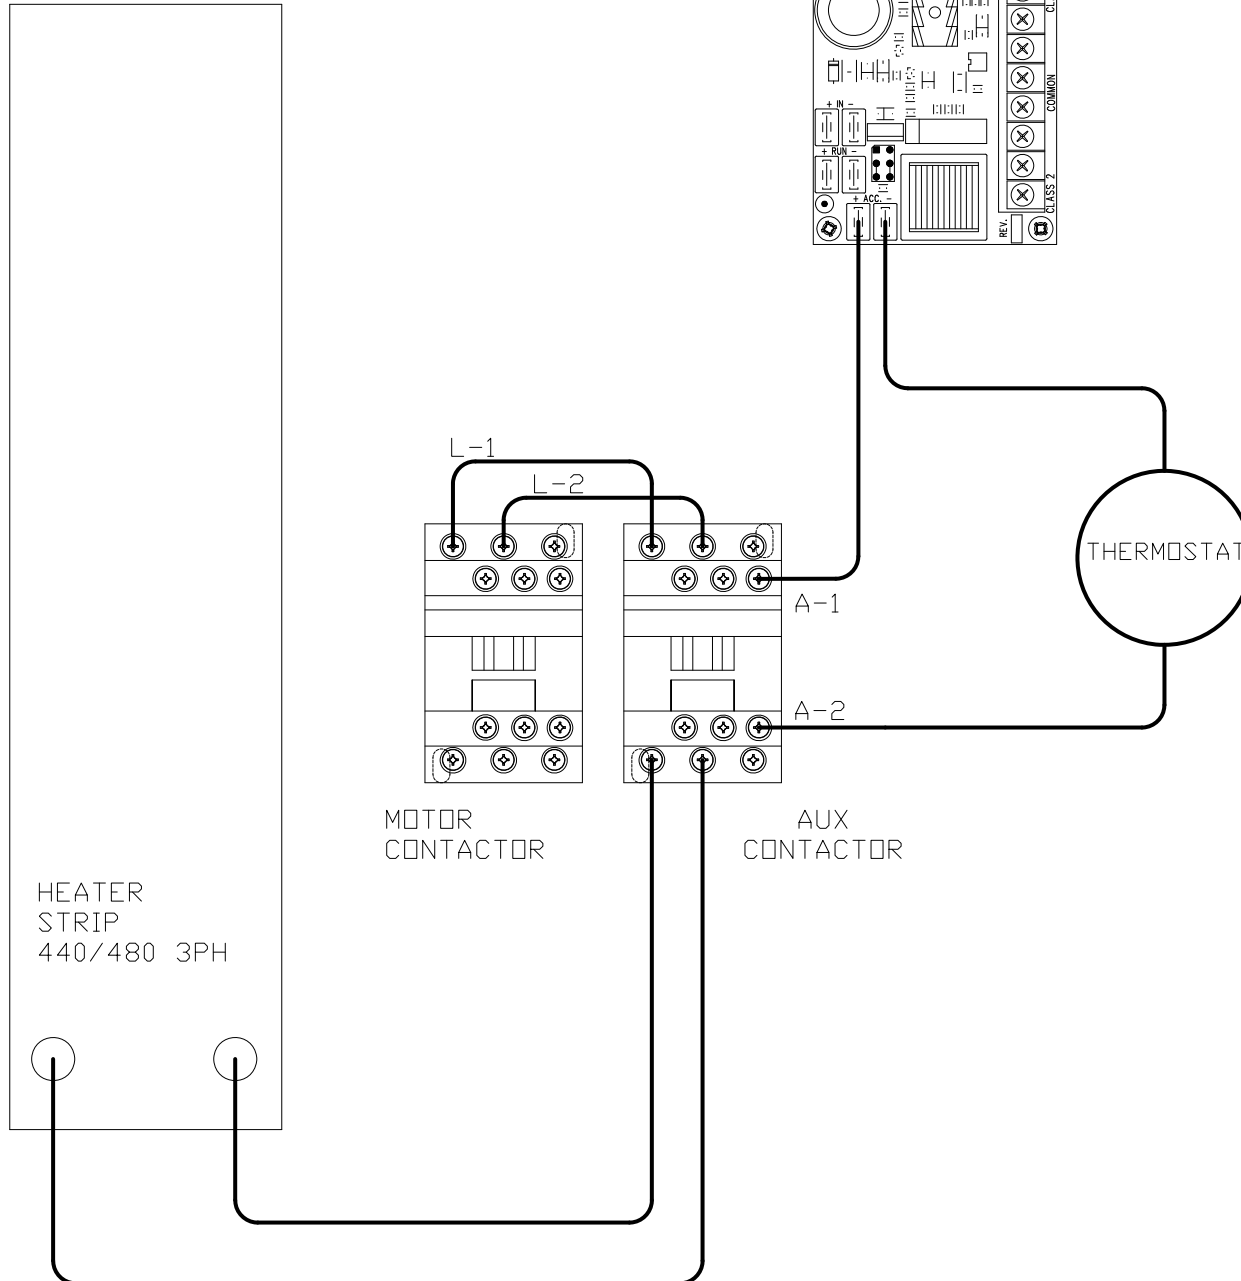 + IN -
+ RUN -
+ ACC. -
COMMON
CLASS 2
REV.
L-1
L-2
THERMOSTAT
A-1
A-2
MOTOR
CONTACTOR
AUX
CONTACTOR
HEATER
STRIP
440/480 3PH